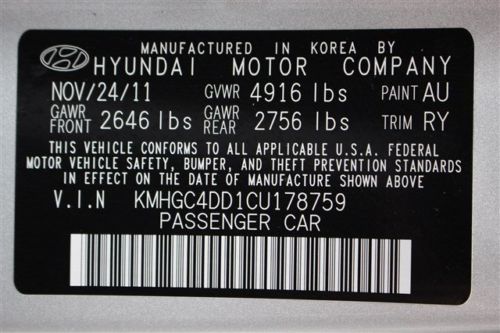 MANUFACTURED IN KOREA BY
HYUNDAI MOTOR COMPANY
NOV/24/11 GVWR 4916 lbs PAINT AU
GAWR FRONT 2646 lbs GAWR REAR 2756 lbs TRIM RY
THIS VEHICLE CONFORMS TO ALL APPLICABLE U.S.A. FEDERAL
MOTOR VEHICLE SAFETY, BUMPER, AND THEFT PREVENTION STANDARDS
IN EFFECT ON THE DATE OF MANUFACTURE SHOWN ABOVE
V.I.N KMHGC4DD1CU178759
PASSENGER CAR